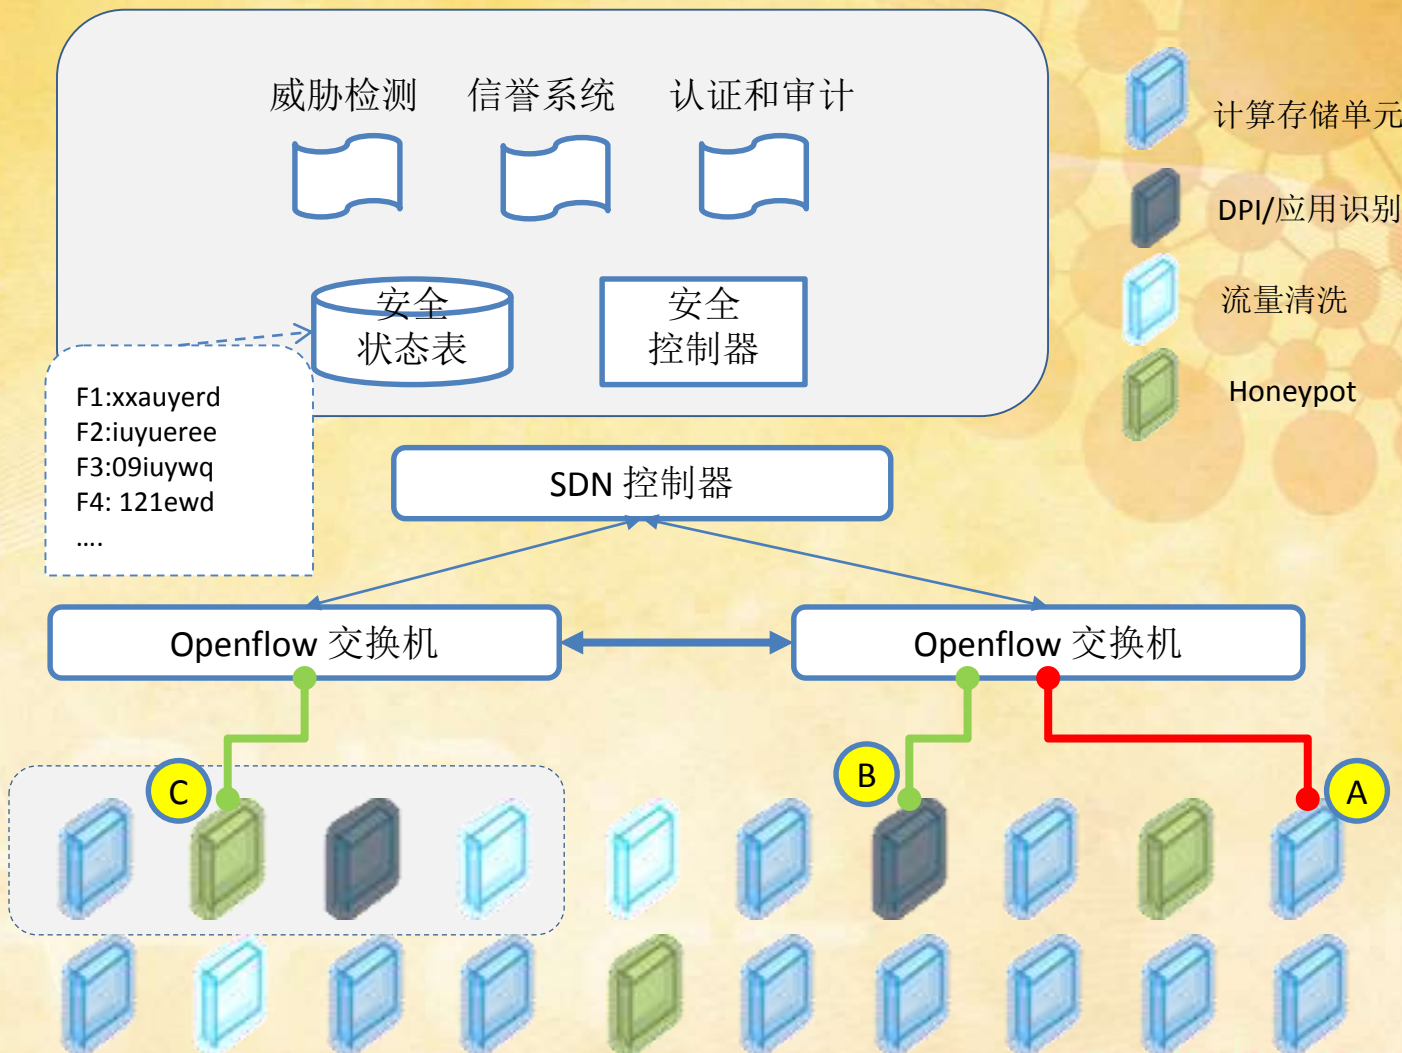 威胁检测
信誉系统
认证和审计
安全
状态表
安全
控制器
F1:xxauyerd
F2:iuyueree
F3:09iuywq
F4: 121ewd
....
SDN 控制器
Openflow 交换机
Openflow 交换机
C
B
A
计算存储单元
DPI/应用识别
流量清洗
Honeypot